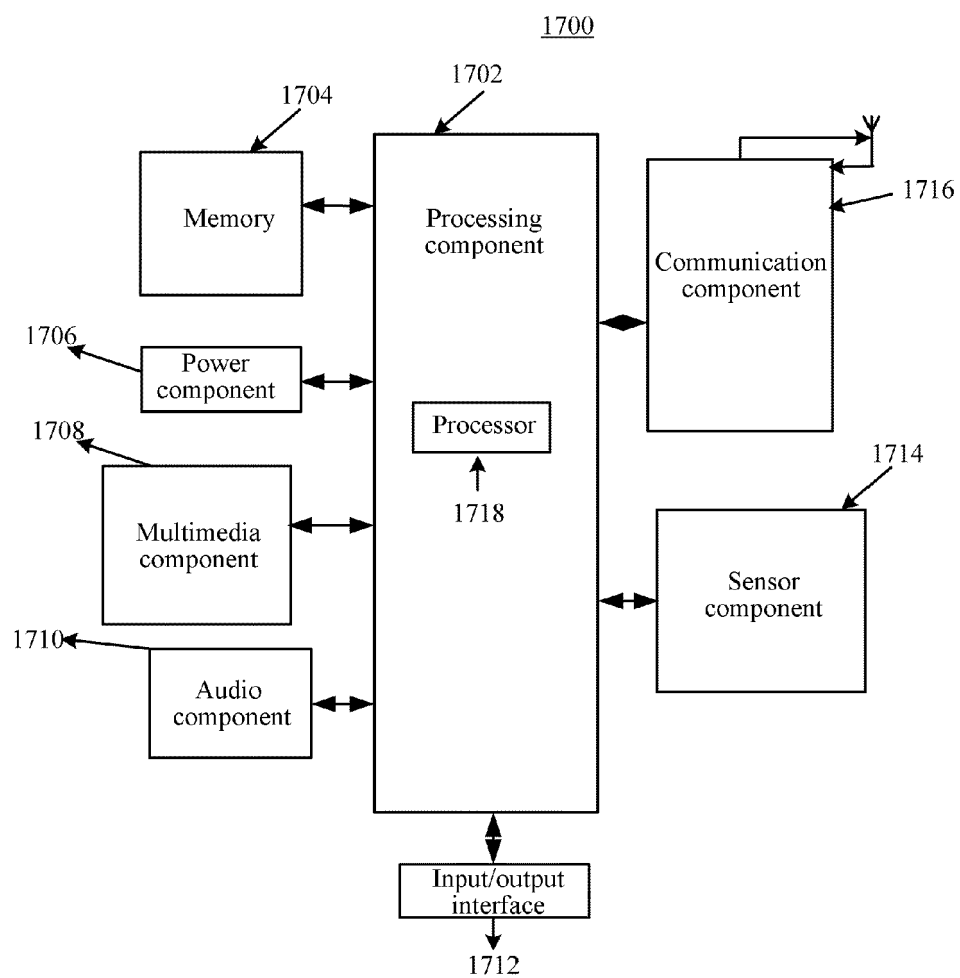 1700
1702
1704
Memory
Processing
component
1716
Communication
component
1706
Power
component
Processor
1718
1708
Multimedia
component
1714
Sensor
component
1710
Audio
component
Input/output
interface
1712